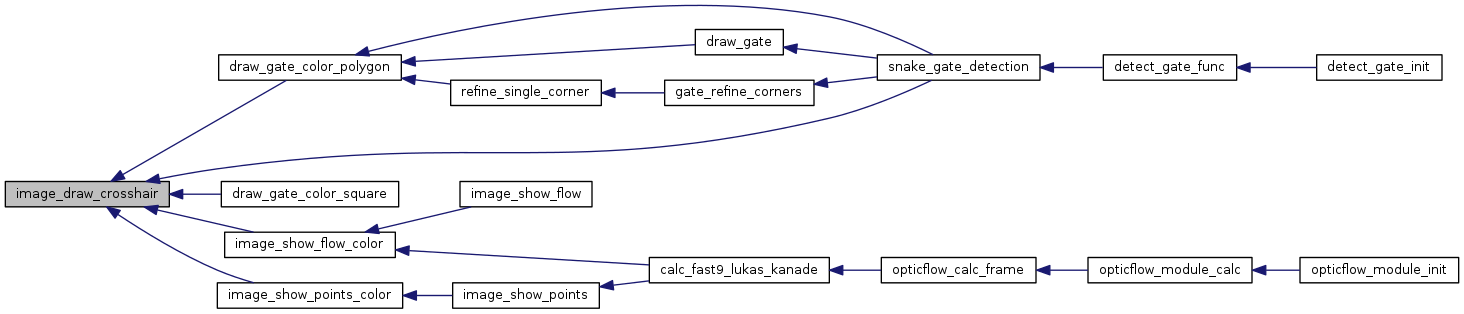 draw_gate
draw_gate_color_polygon
snake_gate_detection
detect_gate_func
detect_gate_init
refine_single_corner
gate_refine_corners
image_draw_crosshair
draw_gate_color_square
image_show_flow
image_show_flow_color
calc_fast9_lukas_kanade
opticflow_calc_frame
opticflow_module_calc
opticflow_module_init
image_show_points_color
image_show_points